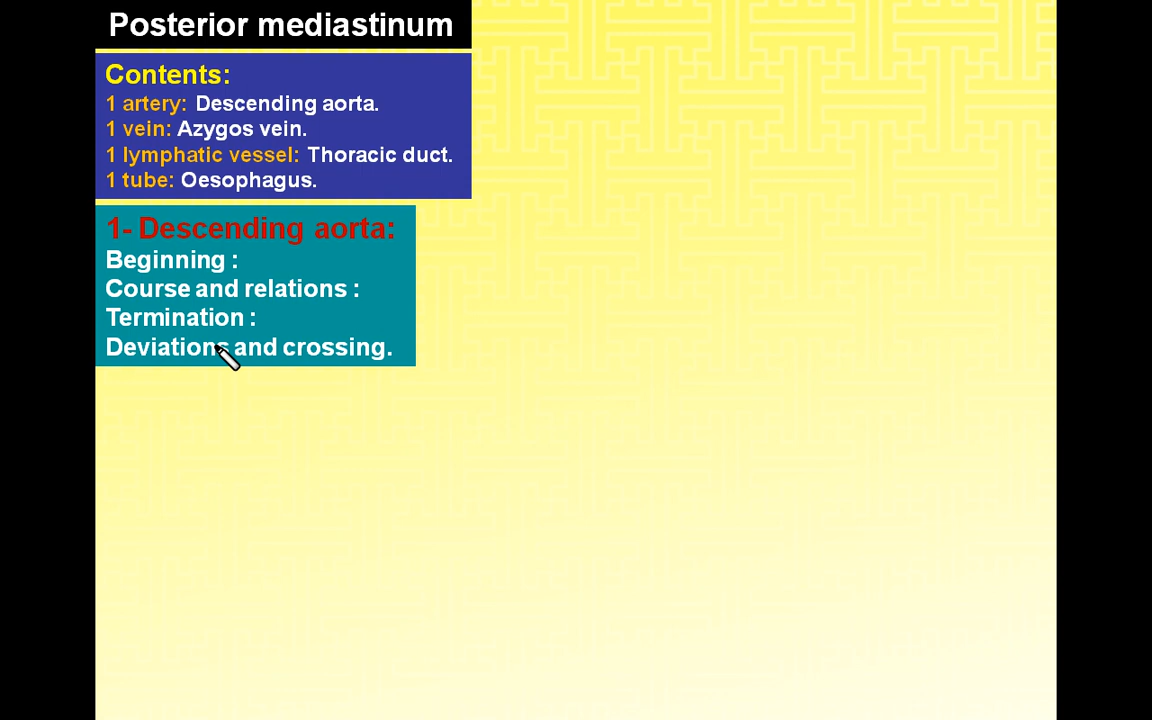 Posterior mediastinum
Contents:
1 artery: Descending aorta.
1 vein: Azygos vein.
1 lymphatic vessel: Thoracic duct.
1 tube: Oesophagus.
1- Descending aorta:
Beginning :
Course and relations :
Termination :
Deviations and crossing.